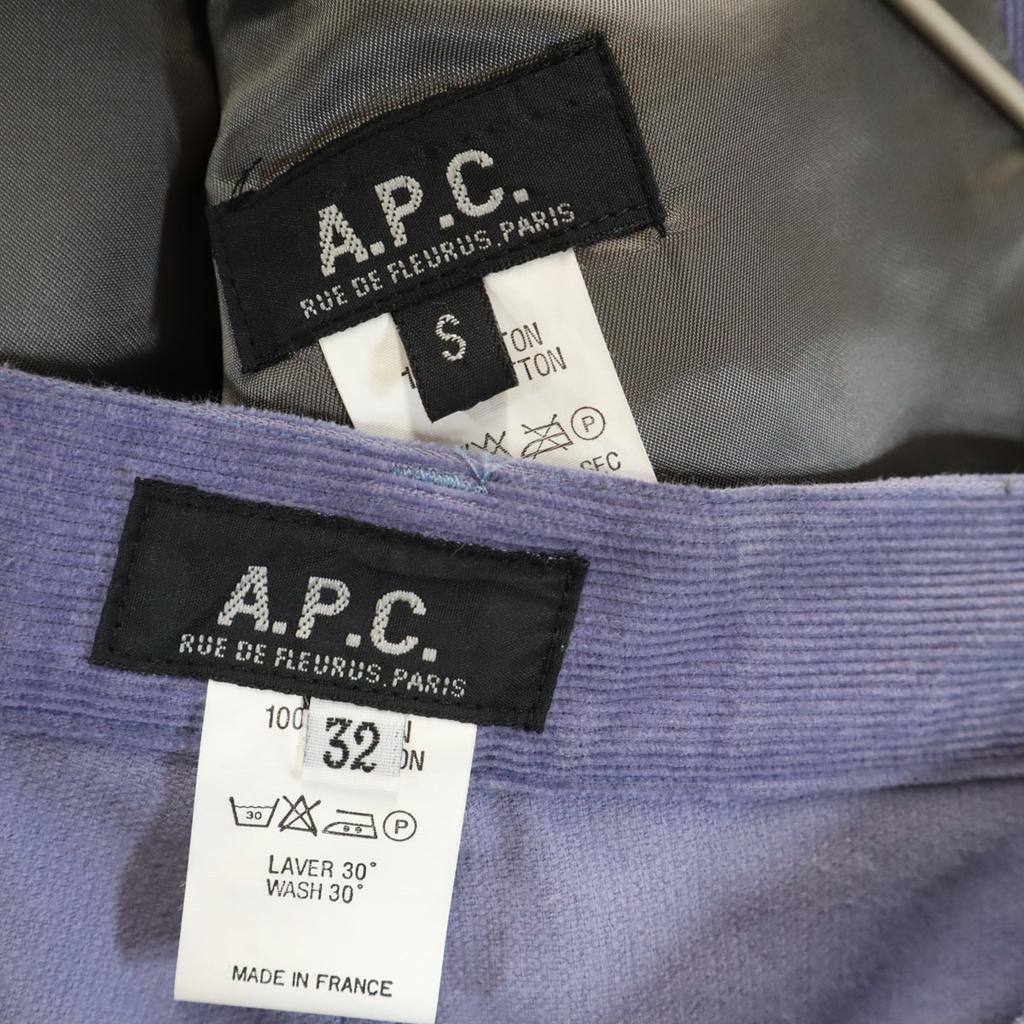 A.P.C.
RUE DE FLEURUS. PARIS
S
TON
TTON
P
SEC
A.P.C.
RUE DE FLEURUS. PARIS
100
32
ON
30
P
LAVER 30°
WASH 30°
MADE IN FRANCE